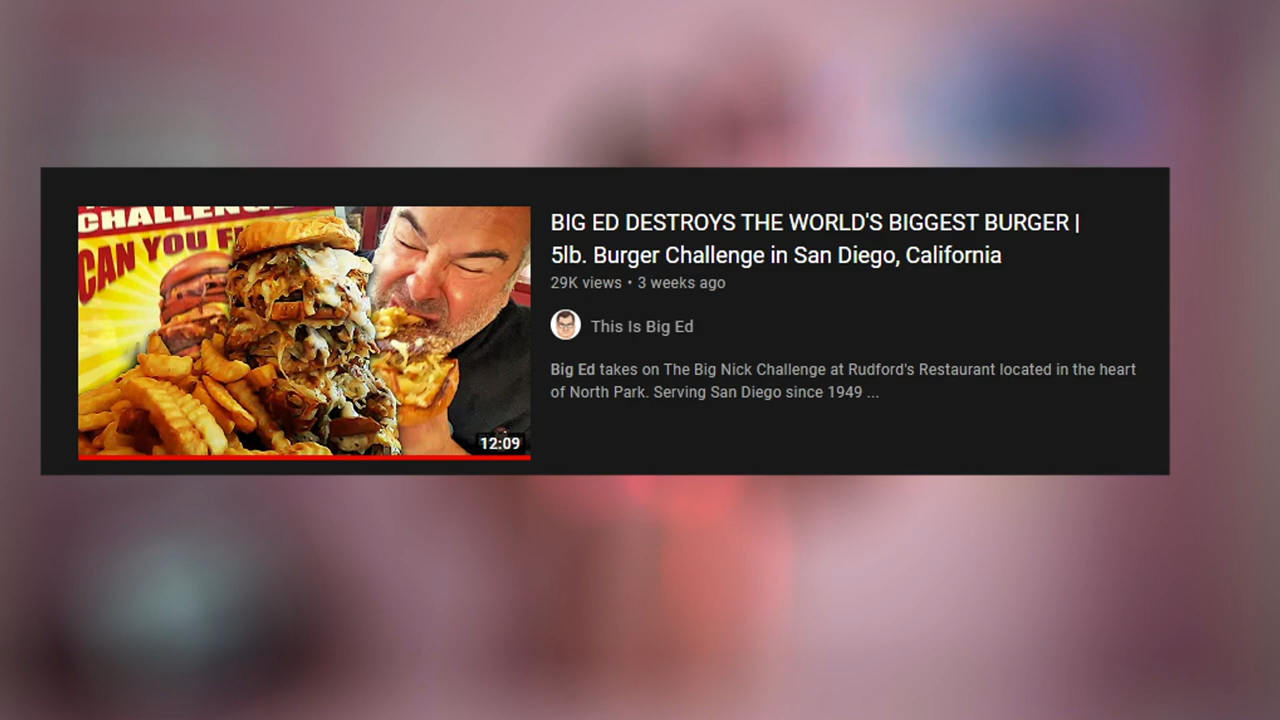 CHALLENGE
CAN YOU FI
12:09
BIG ED DESTROYS THE WORLD'S BIGGEST BURGER |
5lb. Burger Challenge in San Diego, California
29K views • 3 weeks ago
This Is Big Ed
Big Ed takes on The Big Nick Challenge at Rudford's Restaurant located in the heart
of North Park. Serving San Diego since 1949 ...